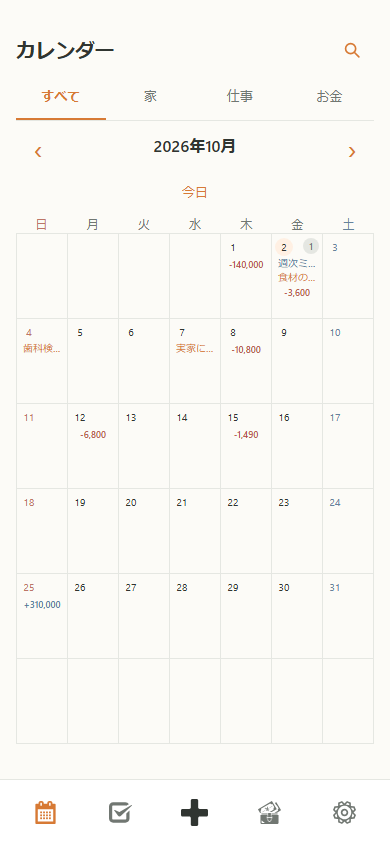 カレンダー
すべて 家 仕事 お金
‹ 2026年10月 ›
今日
日 月 火 水 木 金 土
1 2 1 3
-140,000 週次ミ...
食材の...
-3,600
4 5 6 7 8 9 10
歯科検... 実家に... -10,800
11 12 13 14 15 16 17
-6,800 -1,490
18 19 20 21 22 23 24
25 26 27 28 29 30 31
+310,000